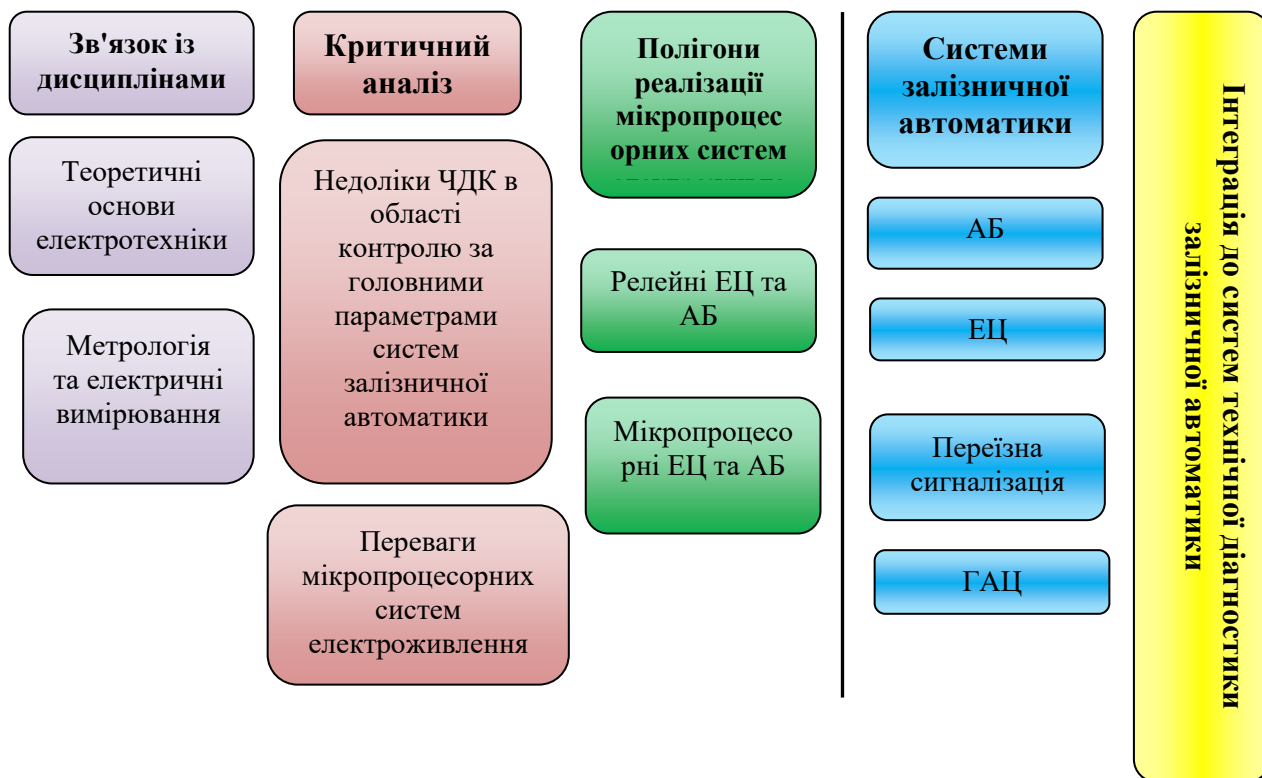 Зв'язок із
дисциплінами
Теоретичні
основи
електротехніки
Метрологія
та електричні
вимірювання
Критичний
аналіз
Недоліки ЧДК в
області
контролю за
головними
параметрами
систем
залізничної
автоматики
Переваги
мікропроцесорних
систем
електроживлення
Полігони
реалізації
мікропроцес
орних систем
Релейні ЕЦ та
АБ
Мікропроцесо
рні ЕЦ та АБ
Системи
залізничної
автоматики
АБ
ЕЦ
Переїзна
сигналізація
ГАЦ
Інтеграція до систем технічної діагностики
залізничної автоматики